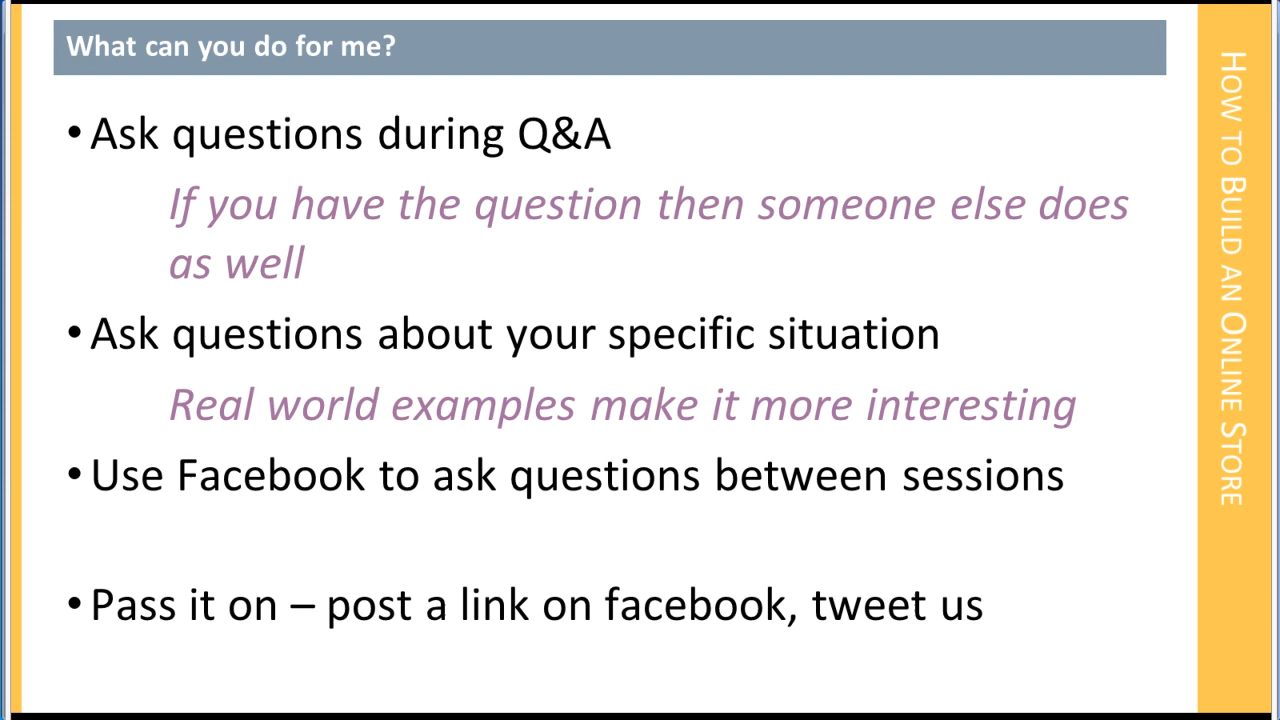 What can you do for me?
• Ask questions during Q&A
If you have the question then someone else does
as well
• Ask questions about your specific situation
Real world examples make it more interesting
• Use Facebook to ask questions between sessions
• Pass it on – post a link on facebook, tweet us
HOW TO BUILD AN ONLINE STORE